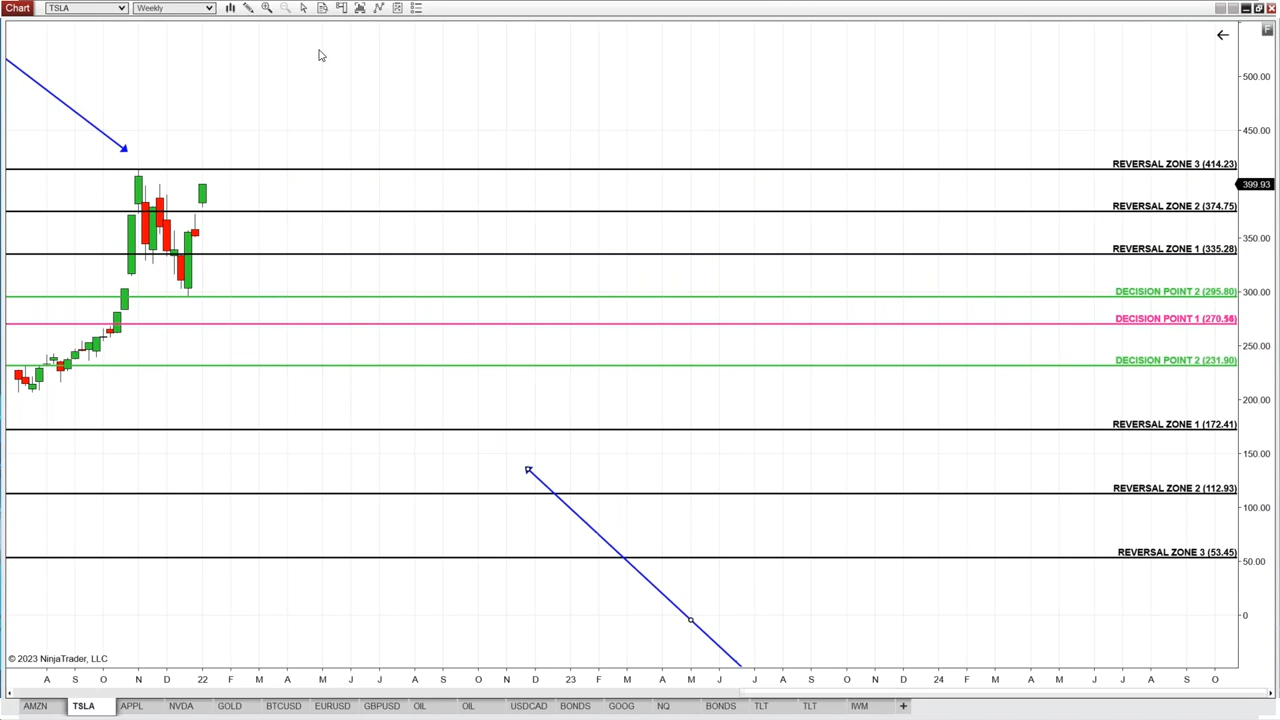 Chart TSLA Weekly
F
500.00
450.00
REVERSAL ZONE 3 (414.23)
399.93
REVERSAL ZONE 2 (374.75)
350.00
REVERSAL ZONE 1 (335.28)
300.00
DECISION POINT 2 (295.80)
DECISION POINT 1 (270.56)
250.00
DECISION POINT 2 (231.90)
200.00
REVERSAL ZONE 1 (172.41)
150.00
REVERSAL ZONE 2 (112.93)
100.00
REVERSAL ZONE 3 (53.45)
50.00
0
© 2023 NinjaTrader, LLC
A S O N D 22 F M A M J J A S O N D 23 F M A M J J A S O N D 24 F M A M J J A S O
AMZN TSLA APPL NVDA GOLD BTCUSD EURUSD GBPUSD OIL OIL USDCAD BONDS GOOG NQ BONDS TLT TLT IWM